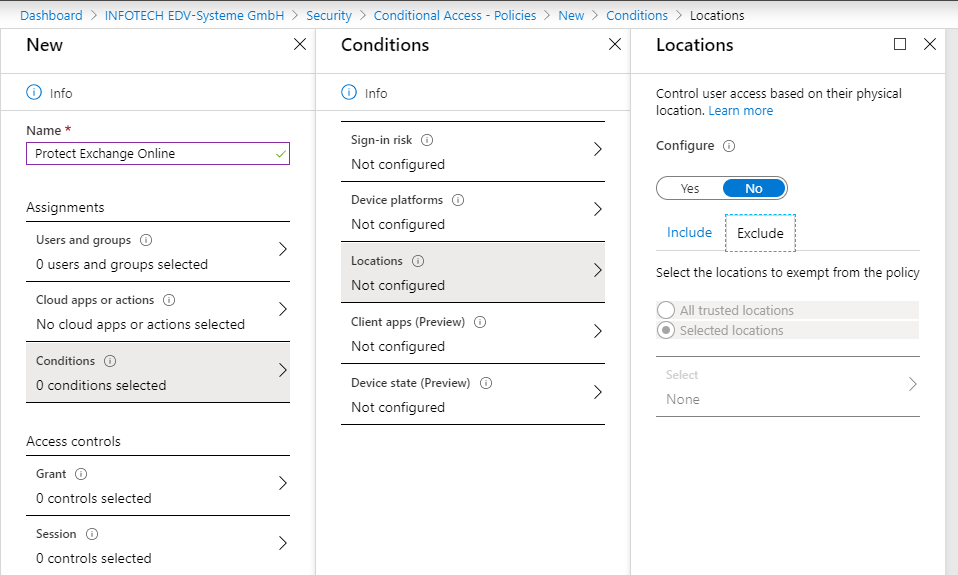 Dashboard > INFOTECH EDV-Systeme GmbH > Security > Conditional Access - Policies > New > Conditions > Locations
New
Info
Name *
Protect Exchange Online
Assignments
Users and groups
0 users and groups selected
Cloud apps or actions
No cloud apps or actions selected
Conditions
0 conditions selected
Access controls
Grant
0 controls selected
Session
0 controls selected
Conditions
Info
Sign-in risk
Not configured
Device platforms
Not configured
Locations
Not configured
Client apps (Preview)
Not configured
Device state (Preview)
Not configured
Locations
Control user access based on their physical
location. Learn more
Configure
Yes No
Include Exclude
Select the locations to exempt from the policy
All trusted locations
Selected locations
Select
None